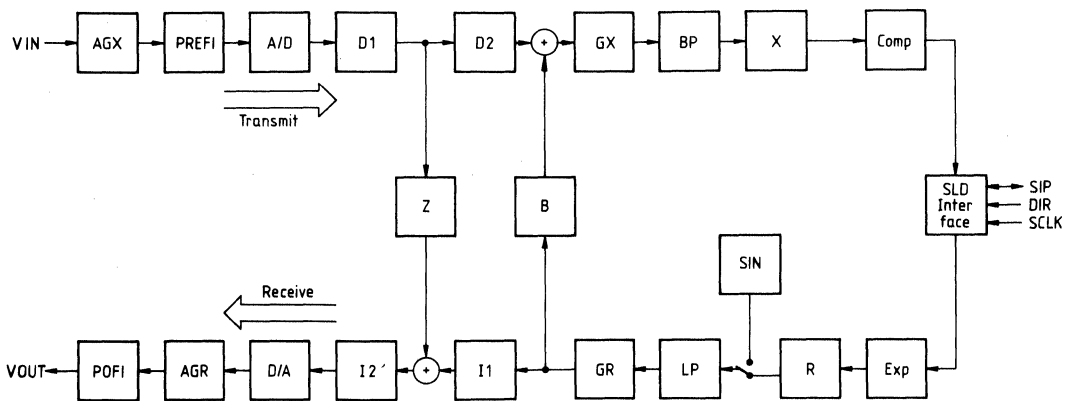 VIN
AGX
PREFI
A/D
D1
D2
+
GX
BP
X
Comp
Transmit
Z
B
SLD
Inter
face
SIP
DIR
SCLK
SIN
Receive
VOUT
POFI
AGR
D/A
I2´
+
I1
GR
LP
R
Exp